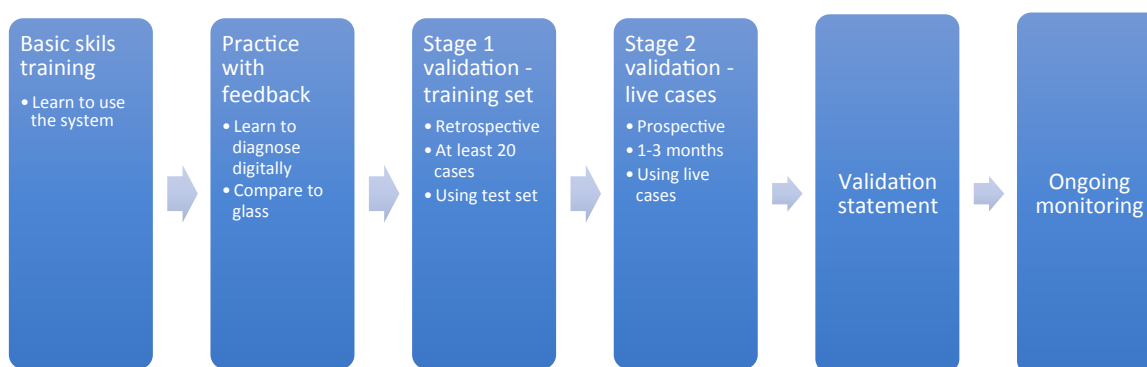 Basic skils
training
• Learn to use
the system
Practice
with
feedback
• Learn to
diagnose
digitally
• Compare to
glass
Stage 1
validation -
training set
• Retrospective
• At least 20
cases
• Using test set
Stage 2
validation -
live cases
• Prospective
• 1-3 months
• Using live
cases
Validation
statement
Ongoing
monitoring